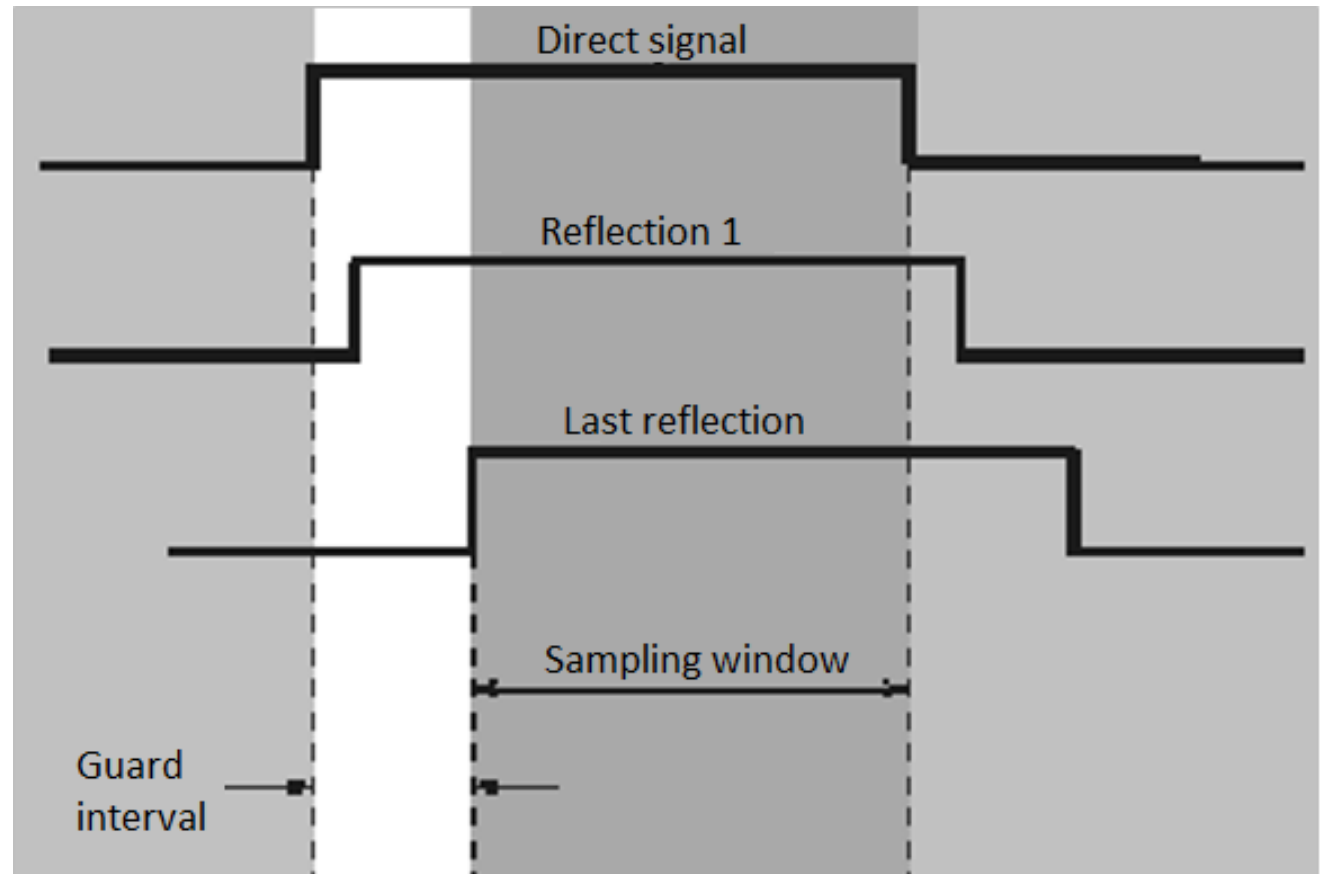 Direct signal
Reflection 1
Last reflection
Sampling window
Guard
interval